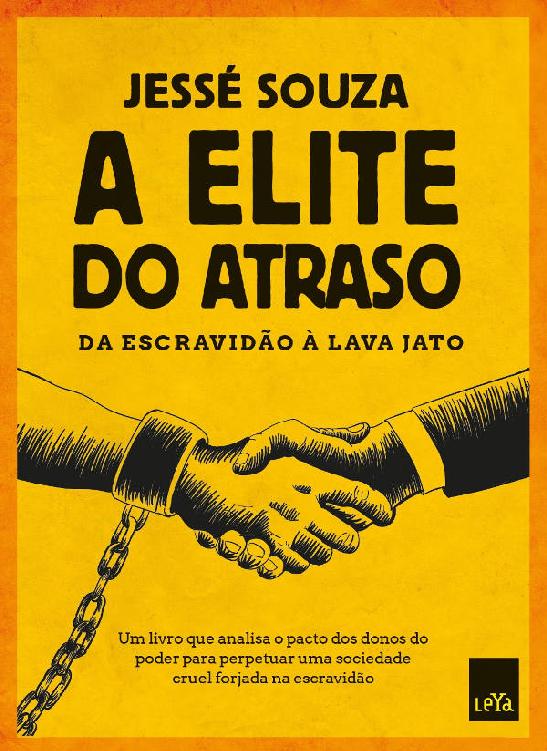 JESSÉ SOUZA
A ELITE
DO ATRASO
DA ESCRAVIDÃO À LAVA JATO
Um livro que analisa o pacto dos donos do
poder para perpetuar uma sociedade
cruel forjada na escravidão
LeYa